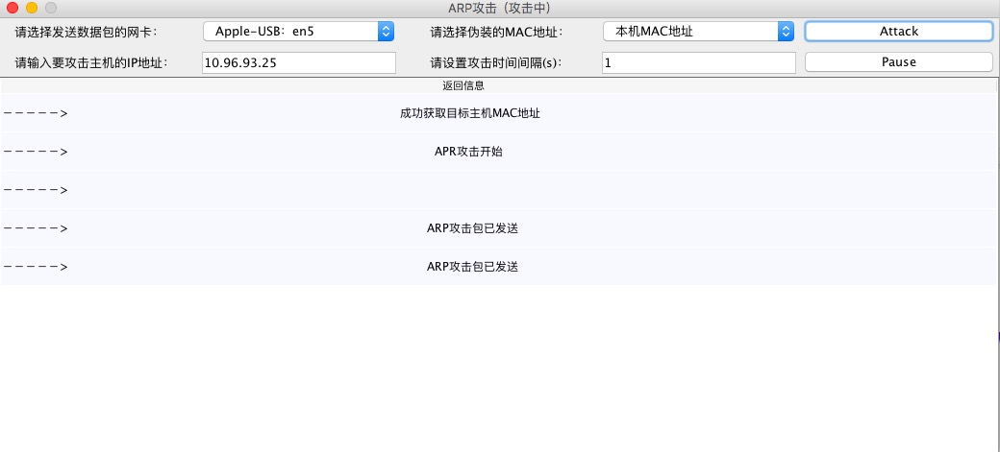 ARP攻击（攻击中）
请选择发送数据包的网卡： Apple-USB：en5 请选择伪装的MAC地址： 本机MAC地址 Attack
请输入要攻击主机的IP地址： 10.96.93.25 请设置攻击时间间隔(s)： 1 Pause
返回信息
-----> 成功获取目标主机MAC地址
-----> APR攻击开始
----->
-----> ARP攻击包已发送
-----> ARP攻击包已发送